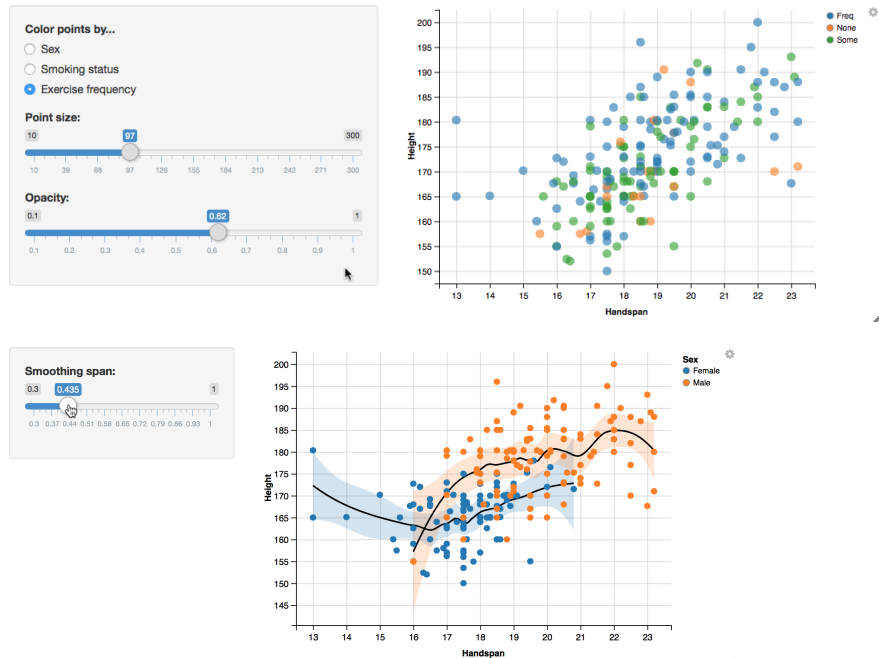 Color points by...
Sex
Smoking status
Exercise frequency
Point size:
10 97 300
10 39 68 97 126 155 184 213 242 271 300
Opacity:
0.1 0.62 1
0.1 0.2 0.3 0.4 0.5 0.6 0.7 0.8 0.9 1
Freq
None
Some
Height
200
195
190
185
180
175
170
165
160
155
150
13 14 15 16 17 18 19 20 21 22 23
Handspan
Smoothing span:
0.3 0.435 1
0.3 0.37 0.44 0.51 0.58 0.65 0.72 0.79 0.86 0.93 1
Sex
Female
Male
Height
200
195
190
185
180
175
170
165
160
155
150
145
13 14 15 16 17 18 19 20 21 22 23
Handspan